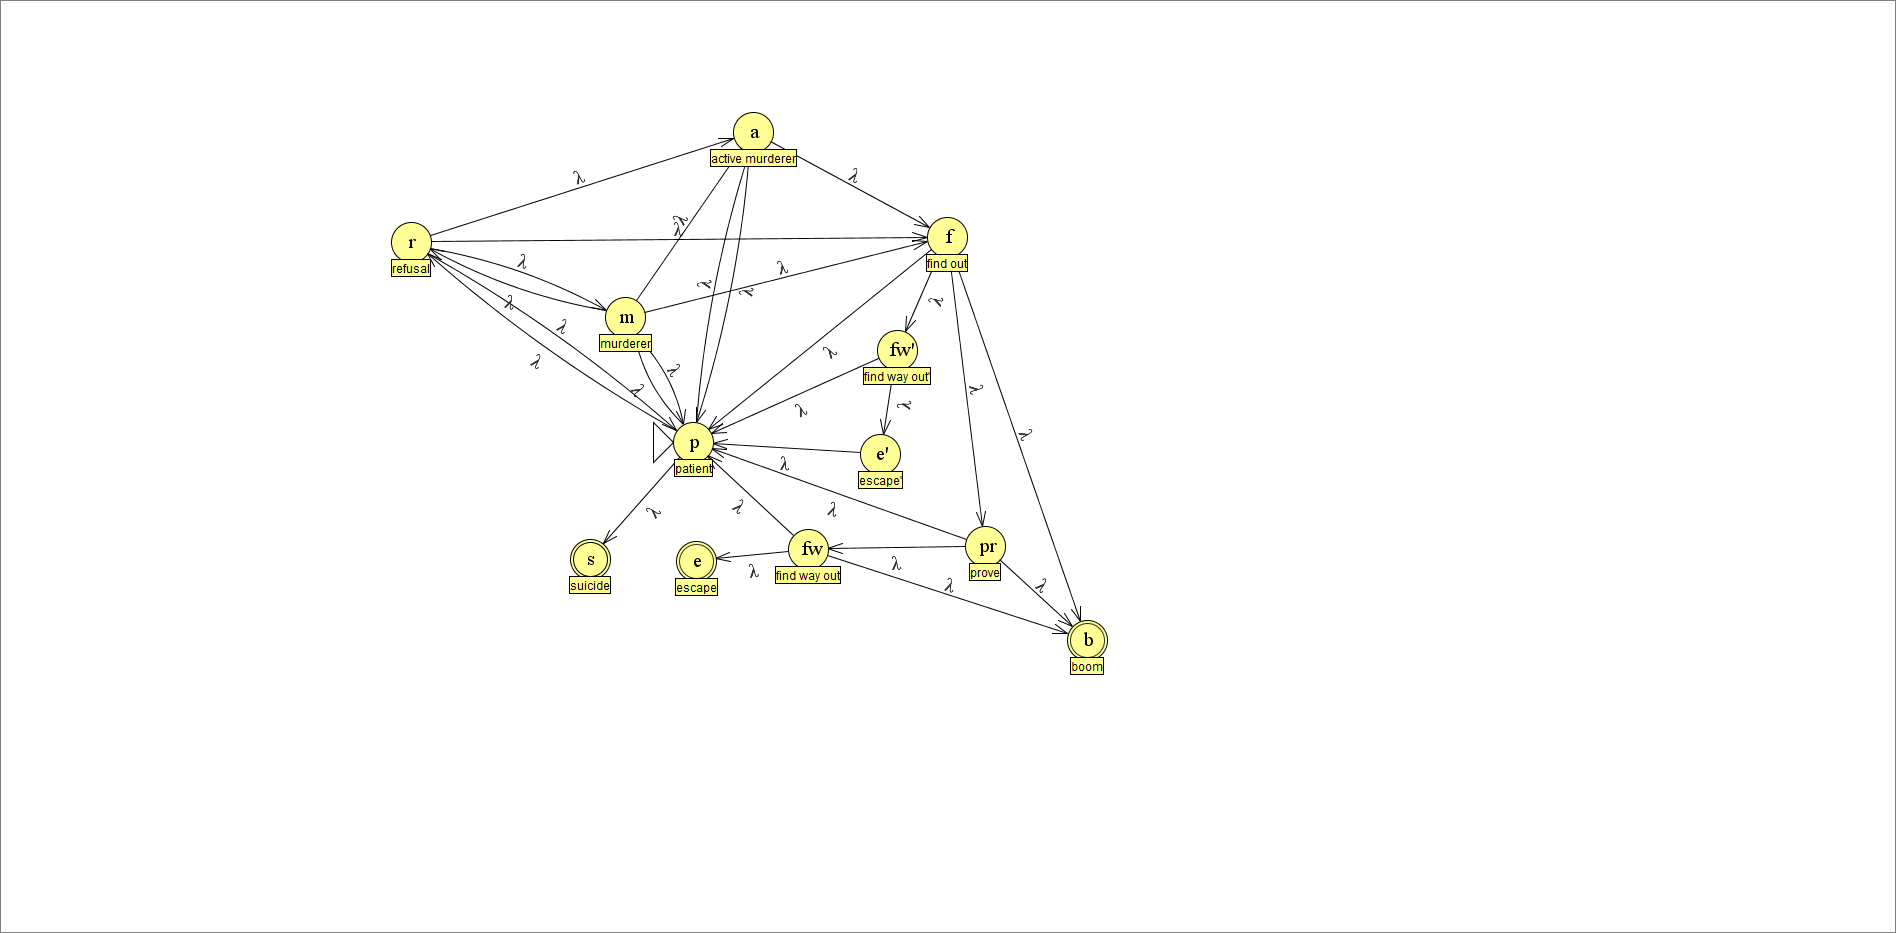 a
active murderer
λ
λ
r
refusal
λ
λ
f
find out
λ
λ
λ
λ
λ
λ
m
murderer
λ
λ
λ
λ
fw'
find way out'
λ
λ
λ
λ
λ
λ
p
patient
e'
escape'
λ
λ
λ
λ
λ
s
suicide
e
escape
fw
find way out
pr
prove
λ
λ
λ
λ
b
boom